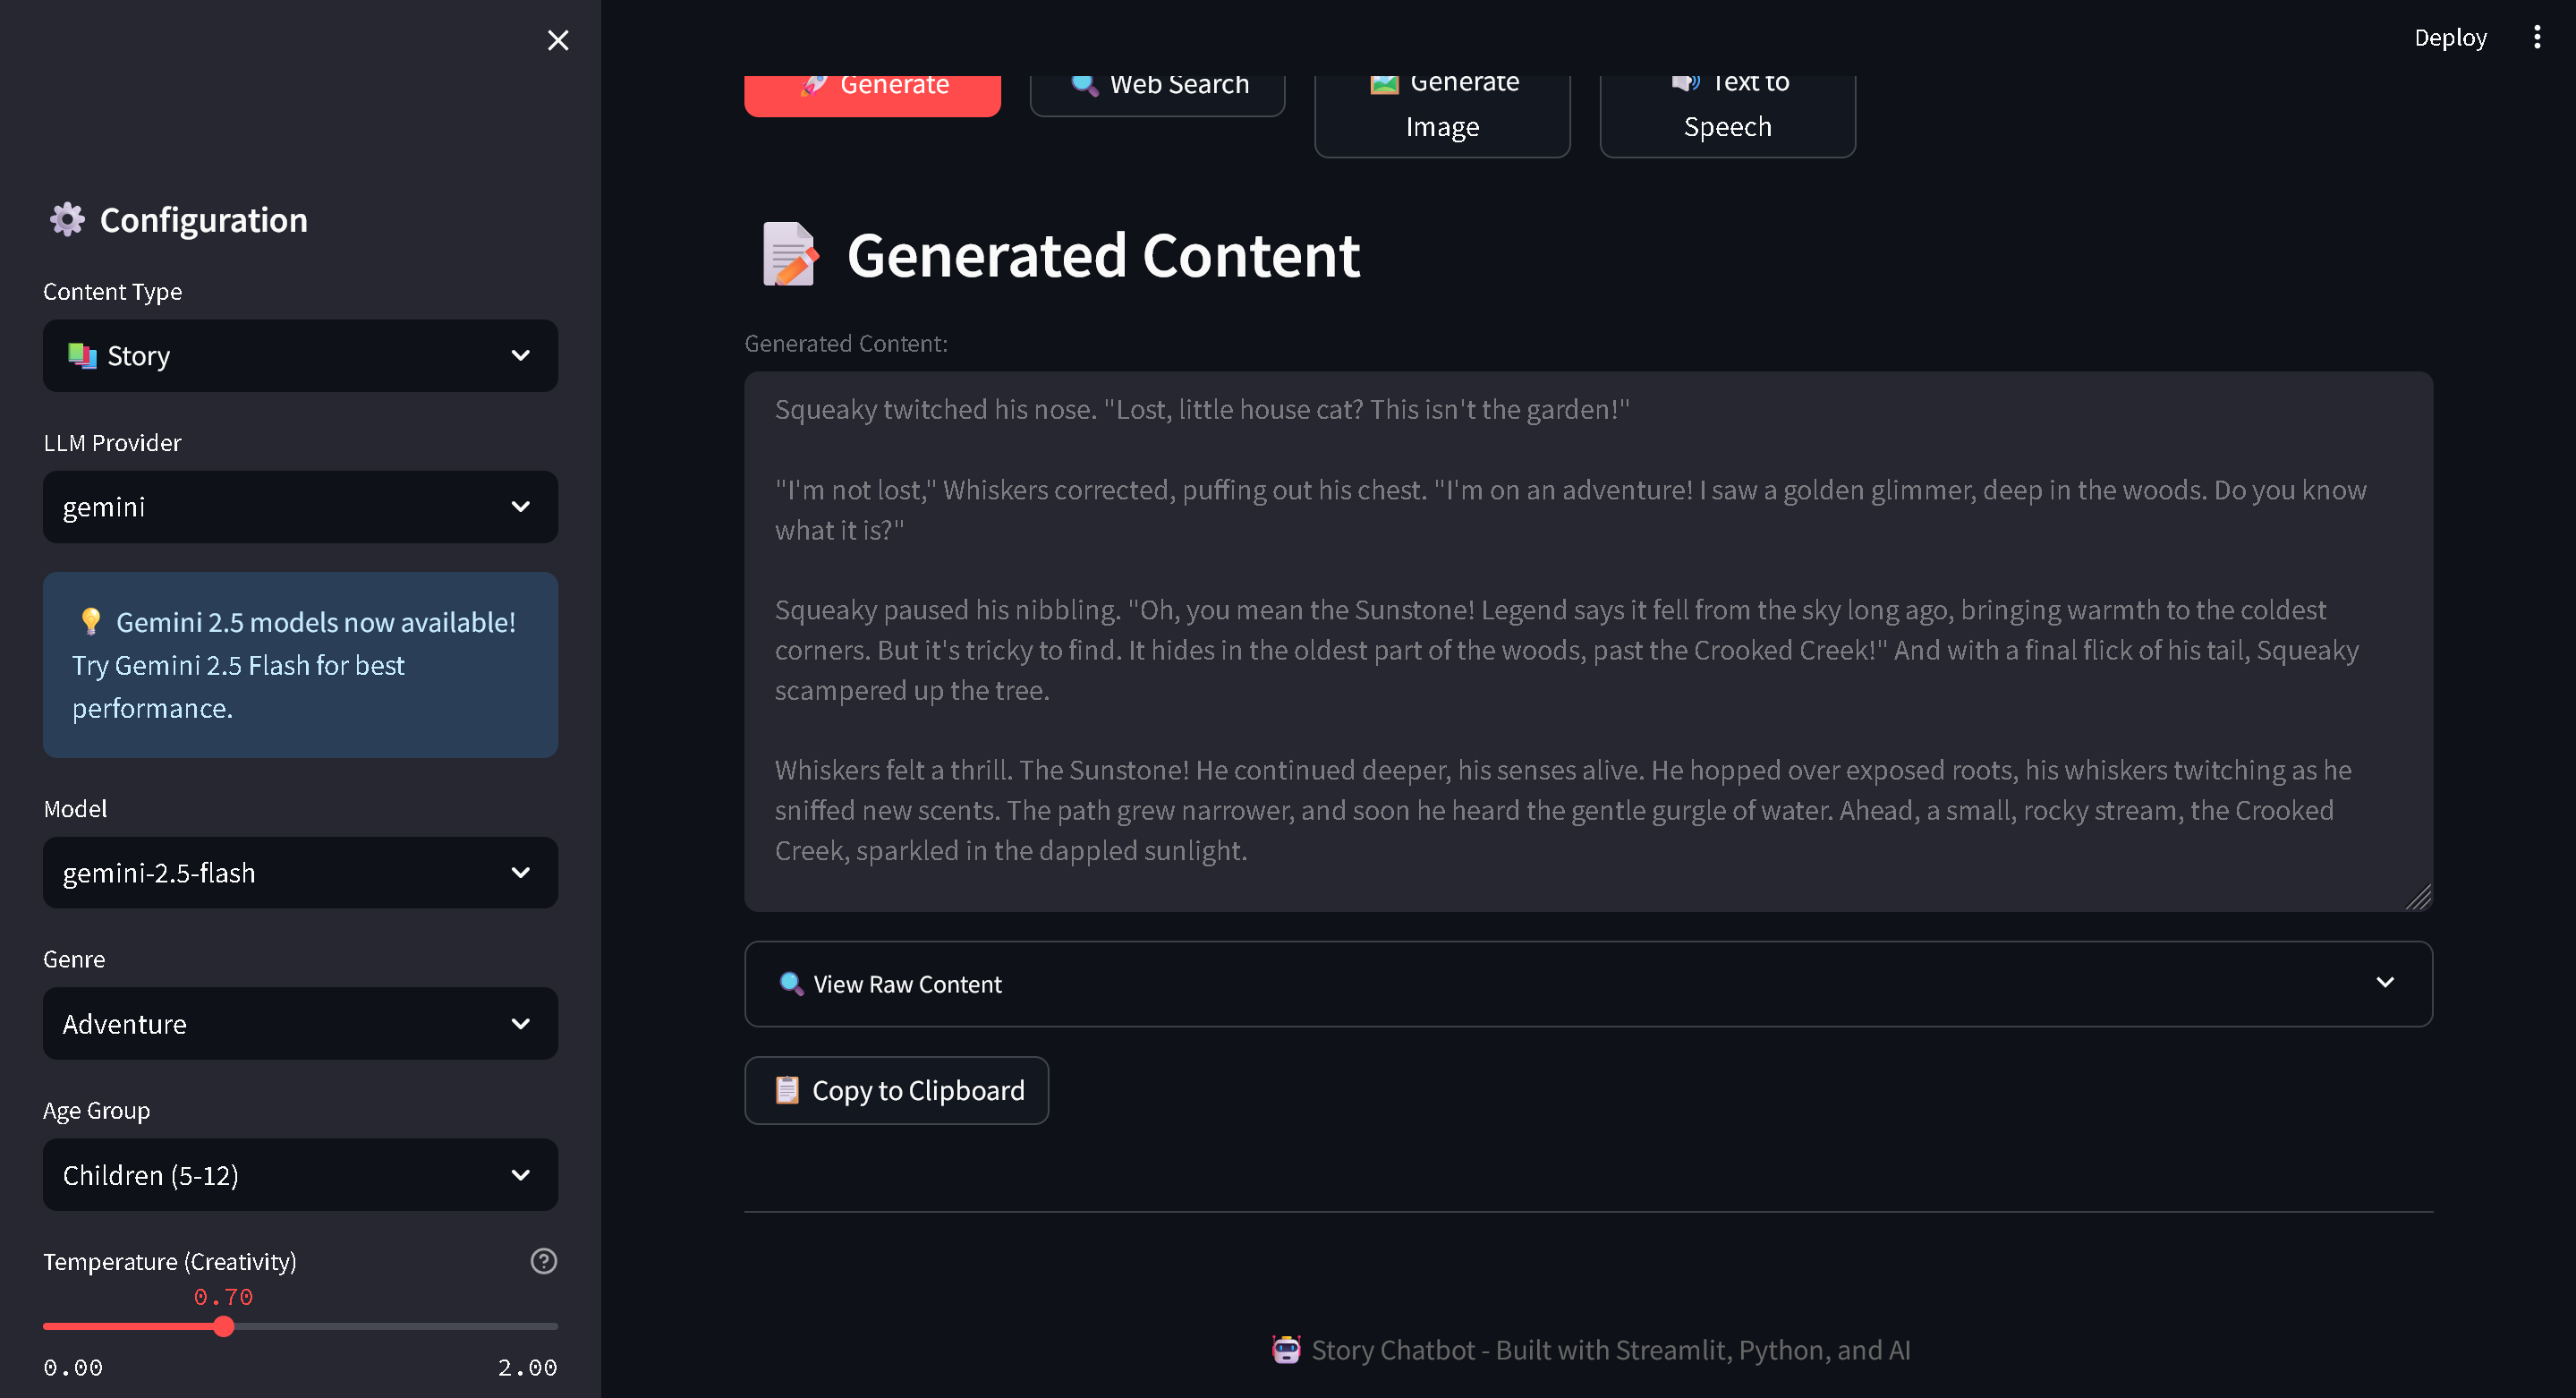 Deploy
Configuration
Content Type
Story
LLM Provider
gemini
Gemini 2.5 models now available!
Try Gemini 2.5 Flash for best
performance.
Model
gemini-2.5-flash
Genre
Adventure
Age Group
Children (5-12)
Temperature (Creativity)
0.70
0.00 2.00
Generate
Web Search
Generate
Image
Text to
Speech
Generated Content
Generated Content:
Squeaky twitched his nose. "Lost, little house cat? This isn't the garden!"
"I'm not lost," Whiskers corrected, puffing out his chest. "I'm on an adventure! I saw a golden glimmer, deep in the woods. Do you know
what it is?"
Squeaky paused his nibbling. "Oh, you mean the Sunstone! Legend says it fell from the sky long ago, bringing warmth to the coldest
corners. But it's tricky to find. It hides in the oldest part of the woods, past the Crooked Creek!" And with a final flick of his tail, Squeaky
scampered up the tree.
Whiskers felt a thrill. The Sunstone! He continued deeper, his senses alive. He hopped over exposed roots, his whiskers twitching as he
sniffed new scents. The path grew narrower, and soon he heard the gentle gurgle of water. Ahead, a small, rocky stream, the Crooked
Creek, sparkled in the dappled sunlight.
View Raw Content
Copy to Clipboard
Story Chatbot - Built with Streamlit, Python, and AI